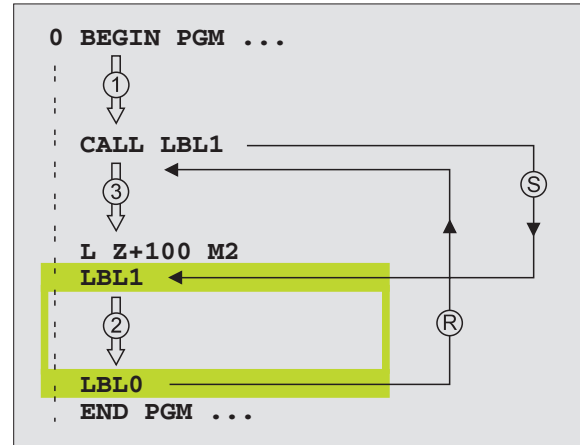 0 BEGIN PGM ...
1
CALL LBL1
S
3
L Z+100 M2
LBL1
2
R
LBL0
END PGM ...